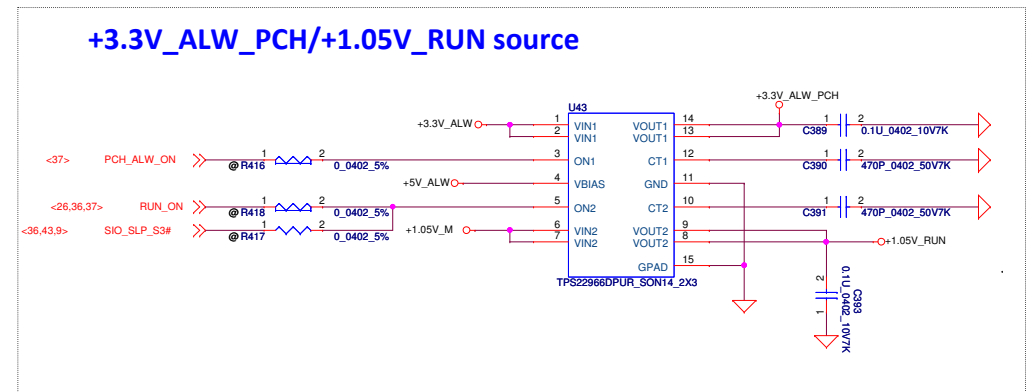 +3.3V_ALW_PCH/+1.05V_RUN source
+3.3V_ALW_PCH
U43
+3.3V_ALW 1 VIN1 VOUT1 14 C389 1 2 0.1U_0402_10V7K
2 VIN1 VOUT1 13
<37> PCH_ALW_ON @ R416 1 2 0_0402_5% 3 ON1 CT1 12 C390 1 2 470P_0402_50V7K
+5V_ALW 4 VBIAS GND 11
<26,36,37> RUN_ON @ R418 1 2 0_0402_5% 5 ON2 CT2 10 C391 1 2 470P_0402_50V7K
<36,43,9> SIO_SLP_S3# @ R417 1 2 0_0402_5%
+1.05V_M 6 VIN2 VOUT2 9
7 VIN2 VOUT2 8 +1.05V_RUN
GPAD 15
TPS22966DPUR_SON14_2X3
2 1 C393
0.1U_0402_10V7K